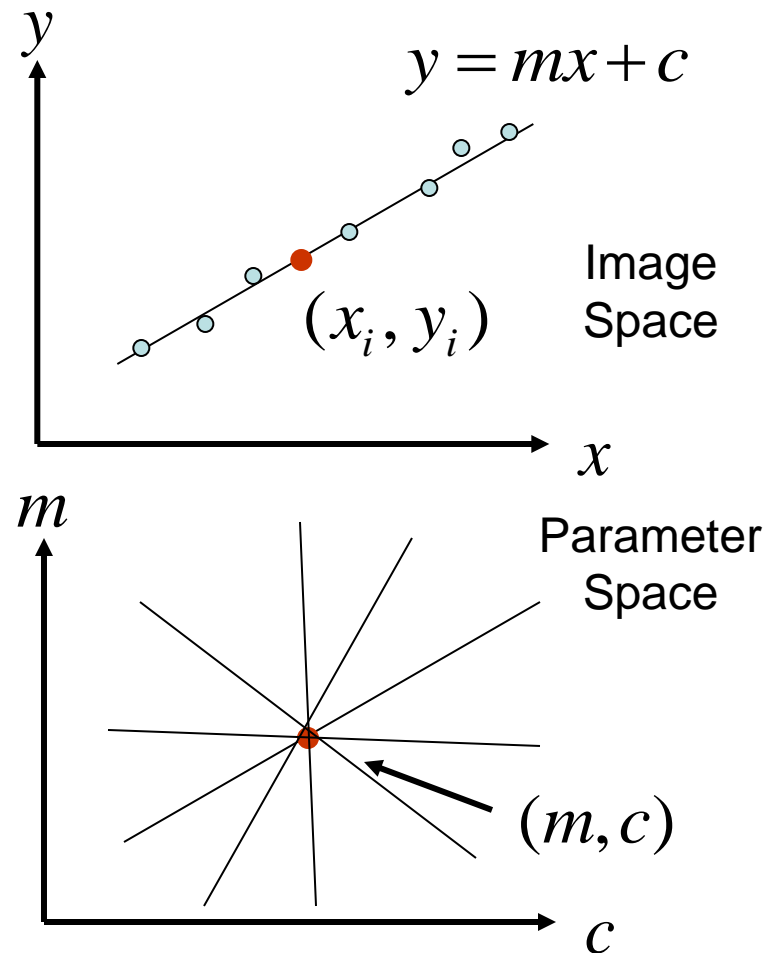 y
y = mx + c
Image
Space
(x_i, y_i)
x
m
Parameter
Space
(m, c)
c